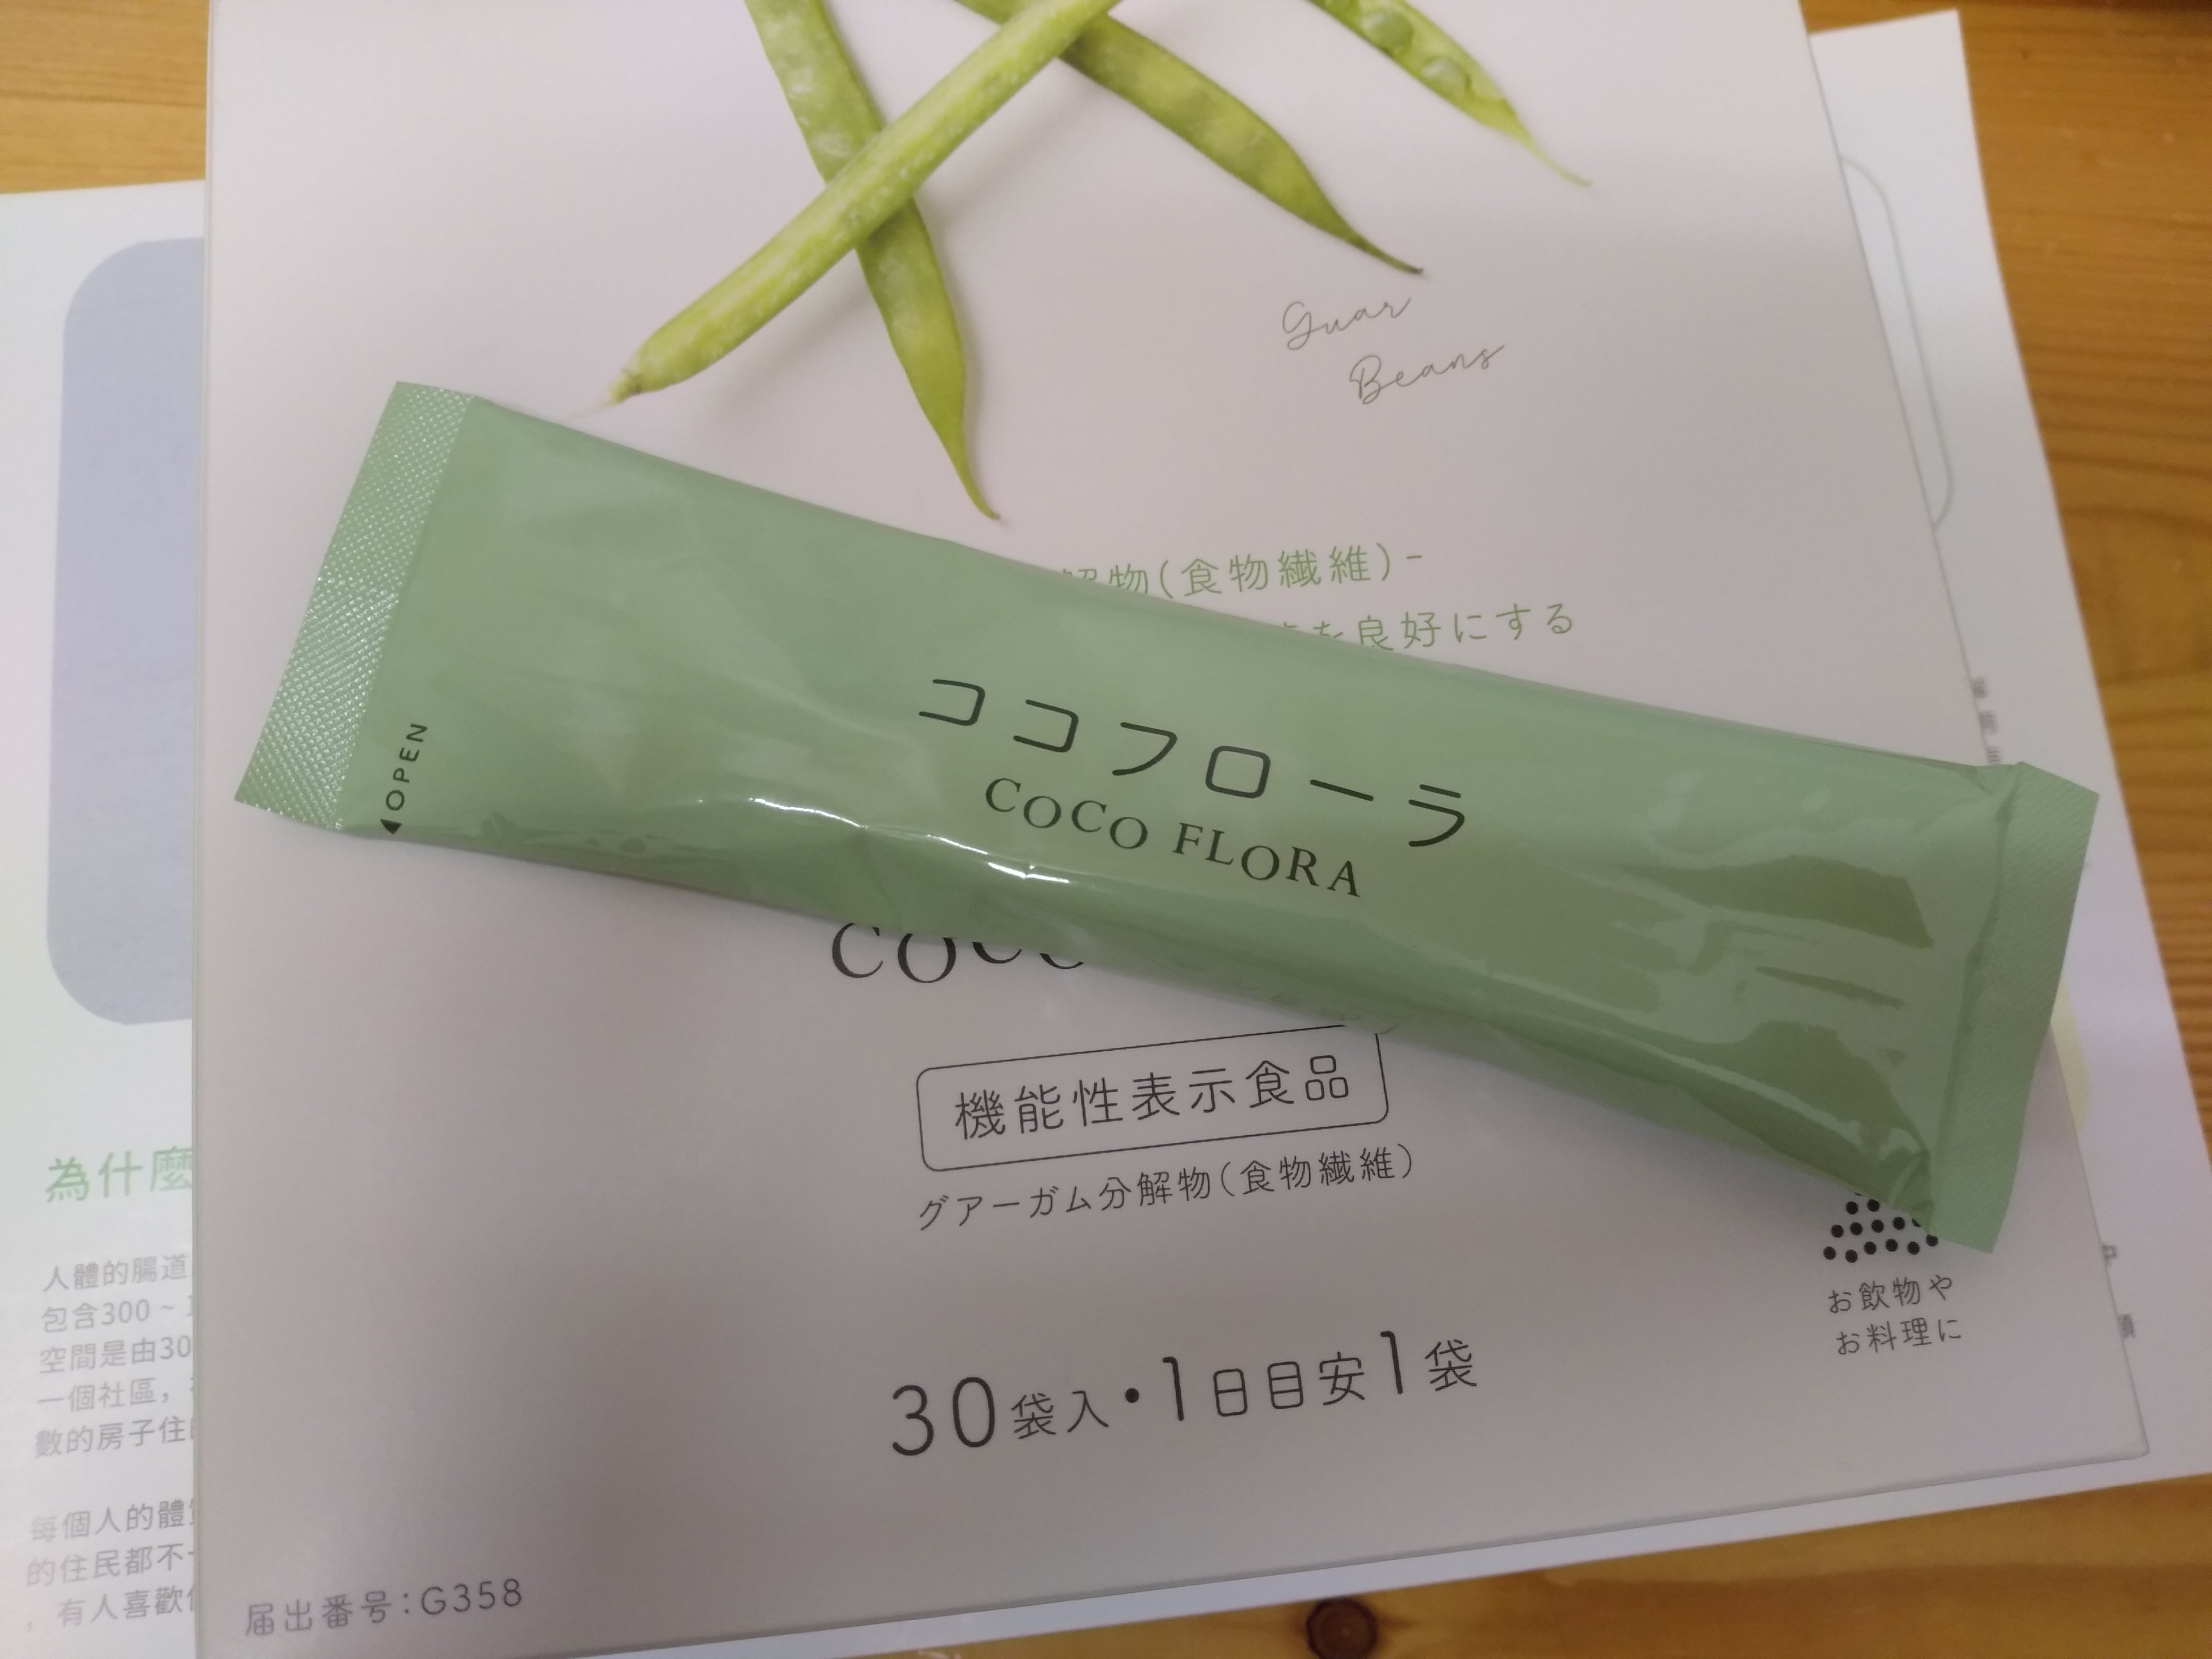 Guar
Beans
物(食物繊維)-
を良好にする
OPEN
ココフローラ
COCO FLORA
COCO
機能性表示食品
グアーガム分解物(食物繊維)
お飲物や
お料理に
30袋入・1日目安1袋
届出番号:G358
為什麼
人體的腸道
包含300~
空間是由30
一個社區,
數的房子住
每個人的體
的住民都不
,有人喜歡